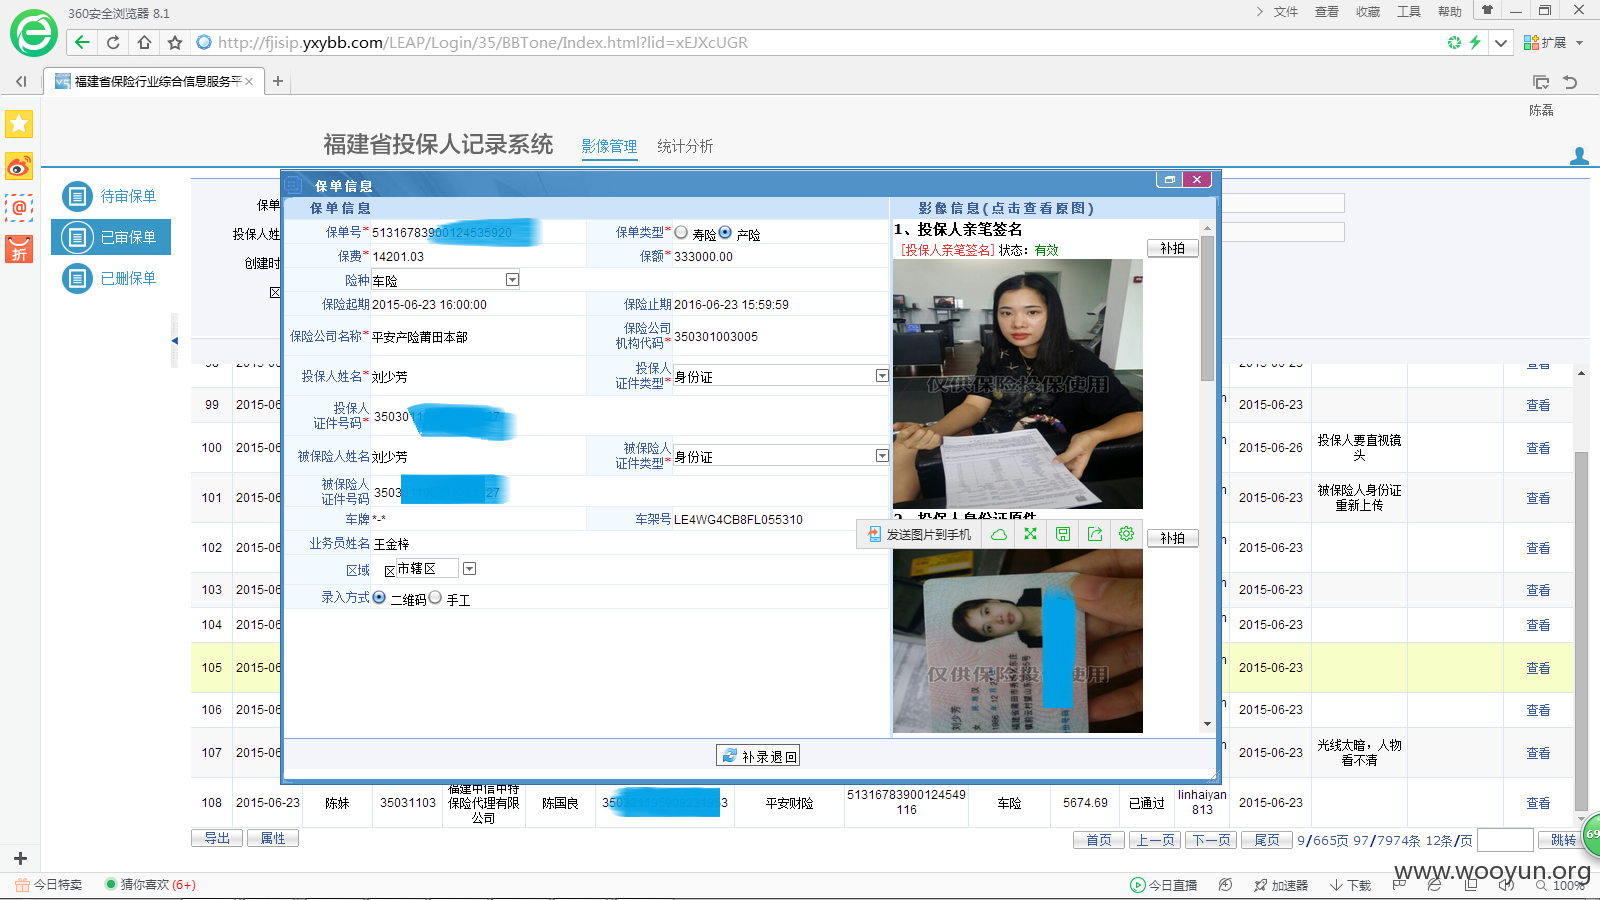 360安全浏览器 8.1
文件 查看 收藏 工具 帮助
http://fjisip.yxybb.com/LEAP/Login/35/BBTone/Index.html?lid=xEJXcUGR
扩展
福建省保险行业综合信息服务平
陈磊
福建省投保人记录系统 影像管理 统计分析
待审保单
已审保单
已删保单
保单信息
保单信息
保单号* 51316783900124535920 保单类型* 寿险 产险
保费* 14201.03 保额* 333000.00
险种 车险
保险起期 2015-06-23 16:00:00 保险止期 2016-06-23 15:59:59
保险公司名称* 平安产险莆田本部 保险公司机构代码* 350301003005
投保人姓名* 刘少芳 投保人证件类型* 身份证
投保人证件号码* 35030
被保险人姓名 刘少芳 被保险人证件类型* 身份证
被保险人证件号码 3503 27
车牌 *-* 车架号 LE4WG4CB8FL055310
业务员姓名 王金梓
区域 市辖区
录入方式 二维码 手工
补录退回
影像信息(点击查看原图)
1、投保人亲笔签名
[投保人亲笔签名] 状态：有效
补拍
仅供保险投保使用
2、投保人身份证原件
发送图片到手机
补拍
仅供保险投保使用
保单
投保人姓
创建时
99 2015-06 2015-06-23 查看
100 2015-06 2015-06-26 投保人要直视镜头 查看
101 2015-06 2015-06-23 被保险人身份证重新上传 查看
102 2015-06 2015-06-23 查看
103 2015-06 2015-06-23 查看
104 2015-06 2015-06-23 查看
105 2015-06 2015-06-23 查看
106 2015-06 2015-06-23 查看
107 2015-06 2015-06-23 光线太暗，人物看不清 查看
108 2015-06-23 陈妹 35031103 福建中信中特保险代理有限公司 陈国良 平安财险 51316783900124549116 车险 5674.69 已通过 linhaiyan813 2015-06-23 查看
导出 属性 首页 上一页 下一页 尾页 9/665页 97/7974条 12条/页 跳转
69
今日特卖 猜你喜欢 (6+) 今日直播 加速器 下载 100%
www.wooyun.org